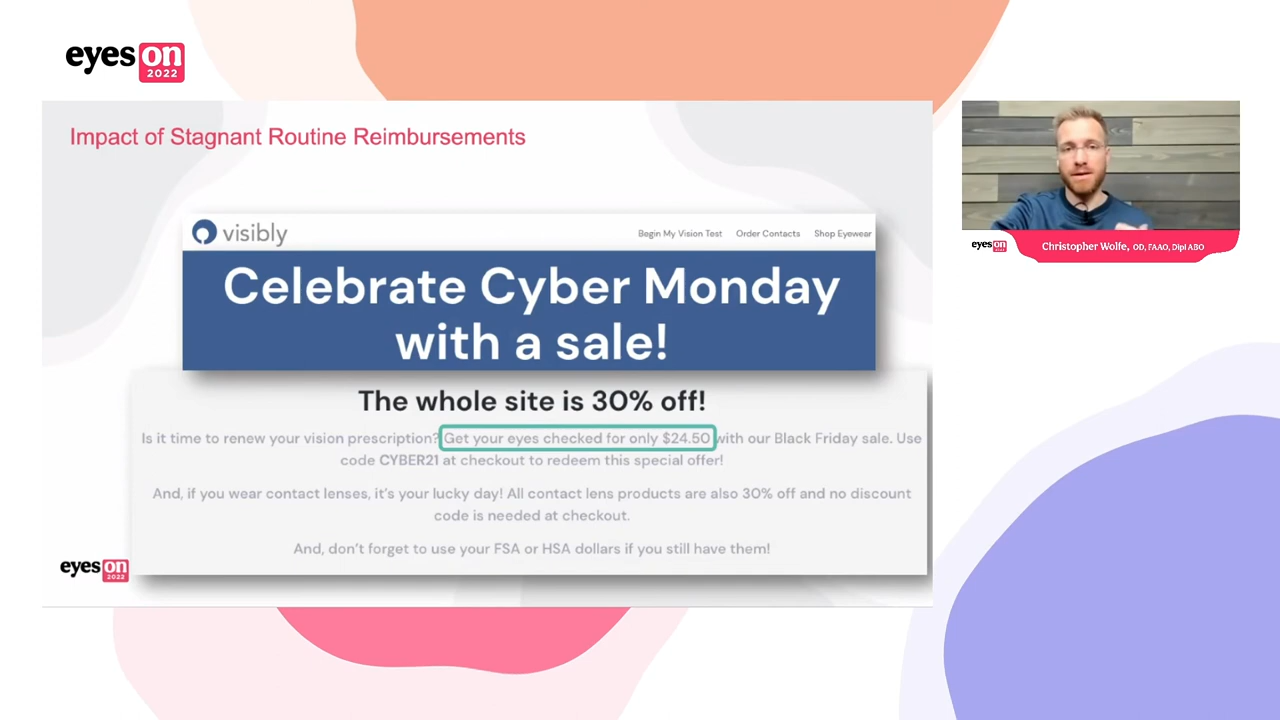 eyes on
2022
Impact of Stagnant Routine Reimbursements
visibly
Begin My Vision Test Order Contacts Shop Eyewear
Celebrate Cyber Monday
with a sale!
The whole site is 30% off!
Is it time to renew your vision prescription? Get your eyes checked for only $24.50 with our Black Friday sale. Use
code CYBER21 at checkout to redeem this special offer!
And, if you wear contact lenses, it's your lucky day! All contact lens products are also 30% off and no discount
code is needed at checkout.
And, don't forget to use your FSA or HSA dollars if you still have them!
eyes on
2022
eyes on
2022
Christopher Wolfe, OD, FAAO, Dipl ABO